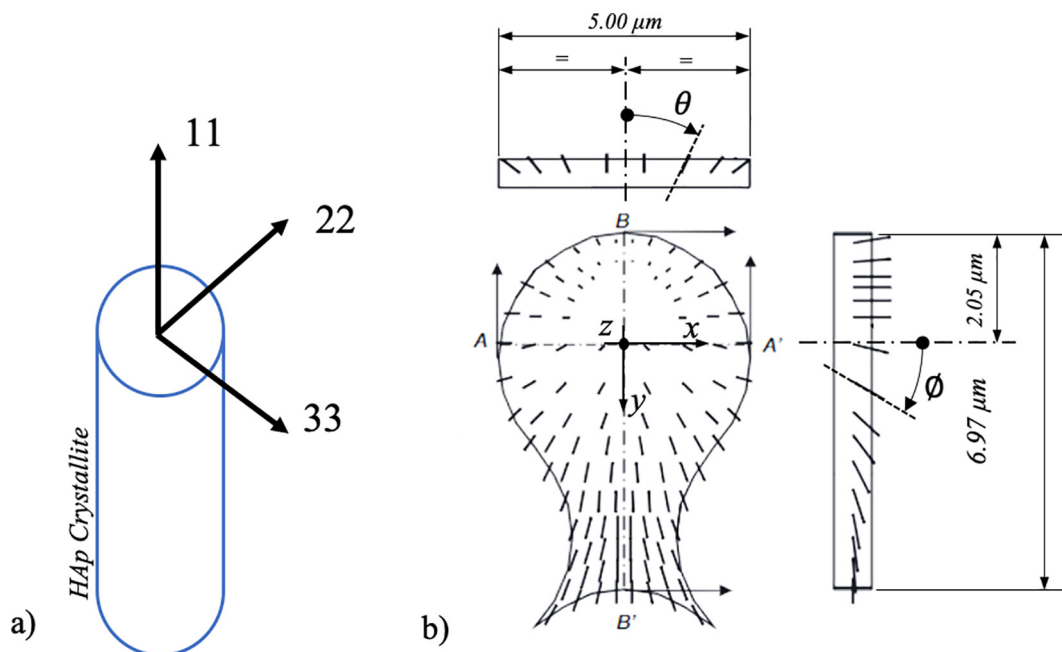 11
22
33
HAp Crystallite
a)
5.00 μm
=
=
θ
B
A
z
x
A'
y
B'
b)
2.05 μm
6.97 μm
ø